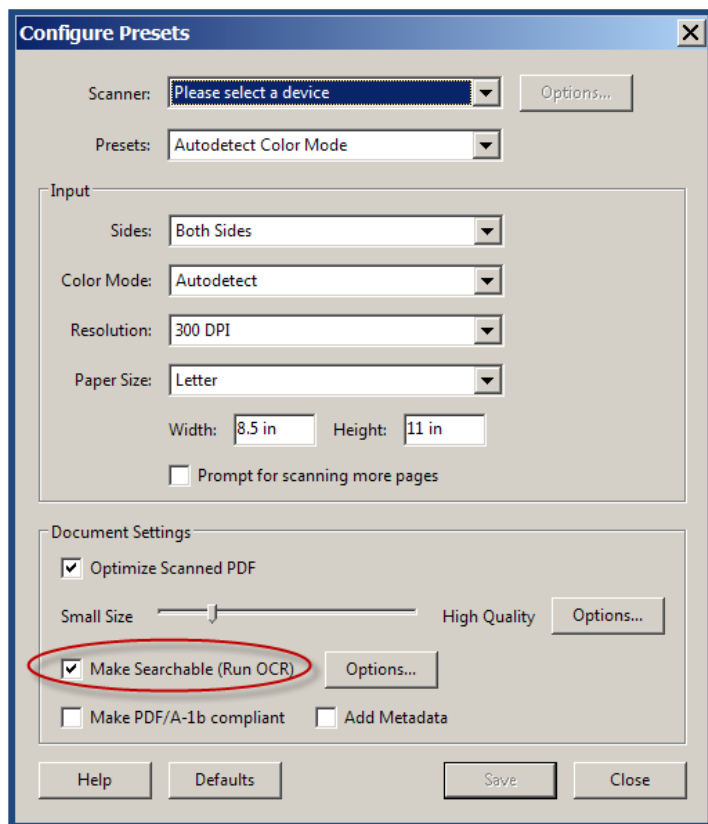 Configure Presets
Scanner: Please select a device Options...
Presets: Autodetect Color Mode
Input
Sides: Both Sides
Color Mode: Autodetect
Resolution: 300 DPI
Paper Size: Letter
Width: 8.5 in Height: 11 in
Prompt for scanning more pages
Document Settings
Optimize Scanned PDF
Small Size High Quality Options...
Make Searchable (Run OCR) Options...
Make PDF/A-1b compliant Add Metadata
Help Defaults Save Close